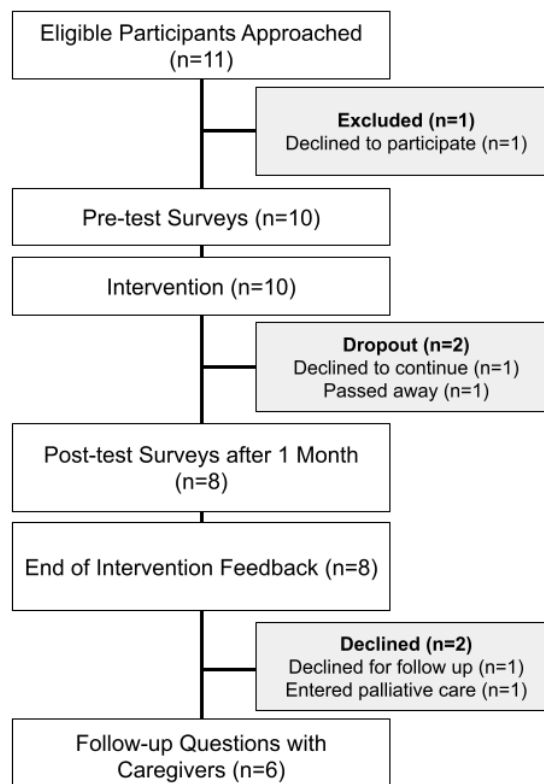 Eligible Participants Approached
(n=11)
Excluded (n=1)
Declined to participate (n=1)
Pre-test Surveys (n=10)
Intervention (n=10)
Dropout (n=2)
Declined to continue (n=1)
Passed away (n=1)
Post-test Surveys after 1 Month
(n=8)
End of Intervention Feedback (n=8)
Declined (n=2)
Declined for follow up (n=1)
Entered palliative care (n=1)
Follow-up Questions with
Caregivers (n=6)